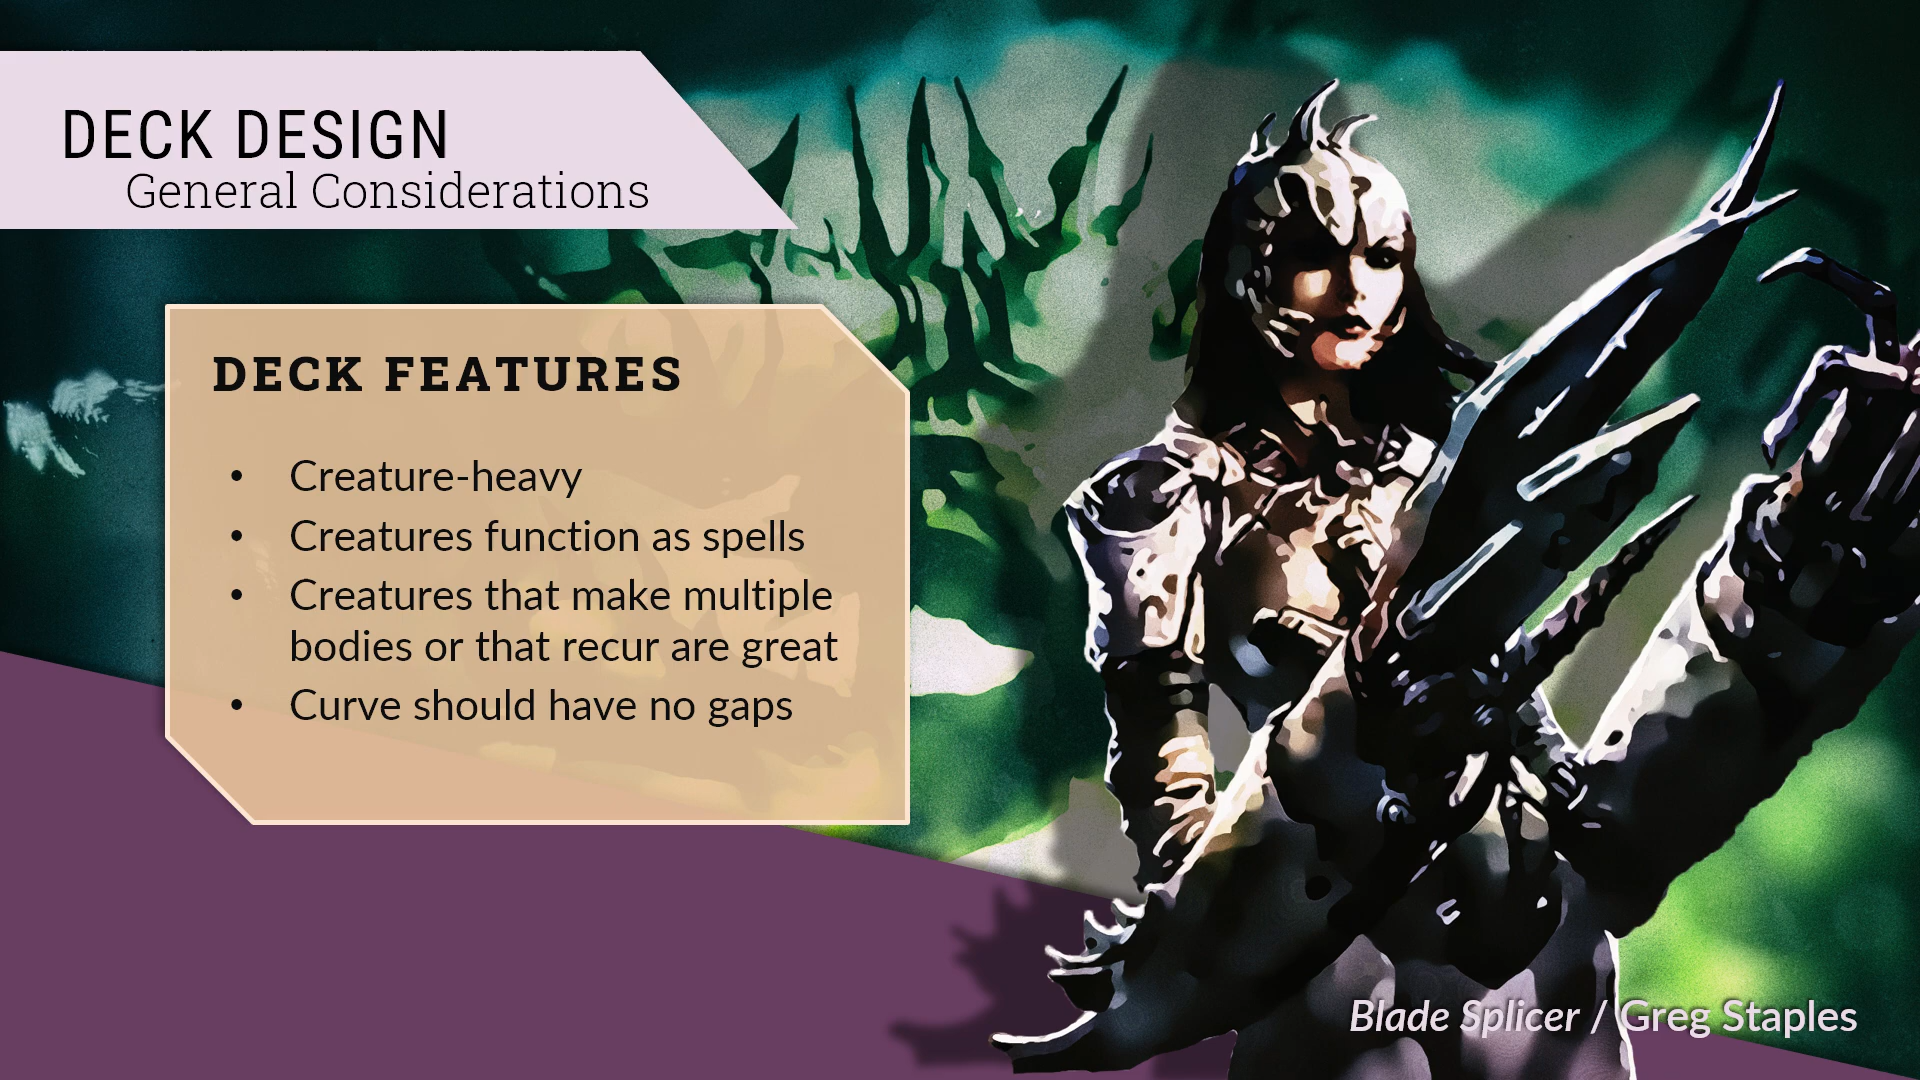 DECK DESIGN
General Considerations
DECK FEATURES
• Creature-heavy
• Creatures function as spells
• Creatures that make multiple
bodies or that recur are great
• Curve should have no gaps
Blade Splicer / Greg Staples